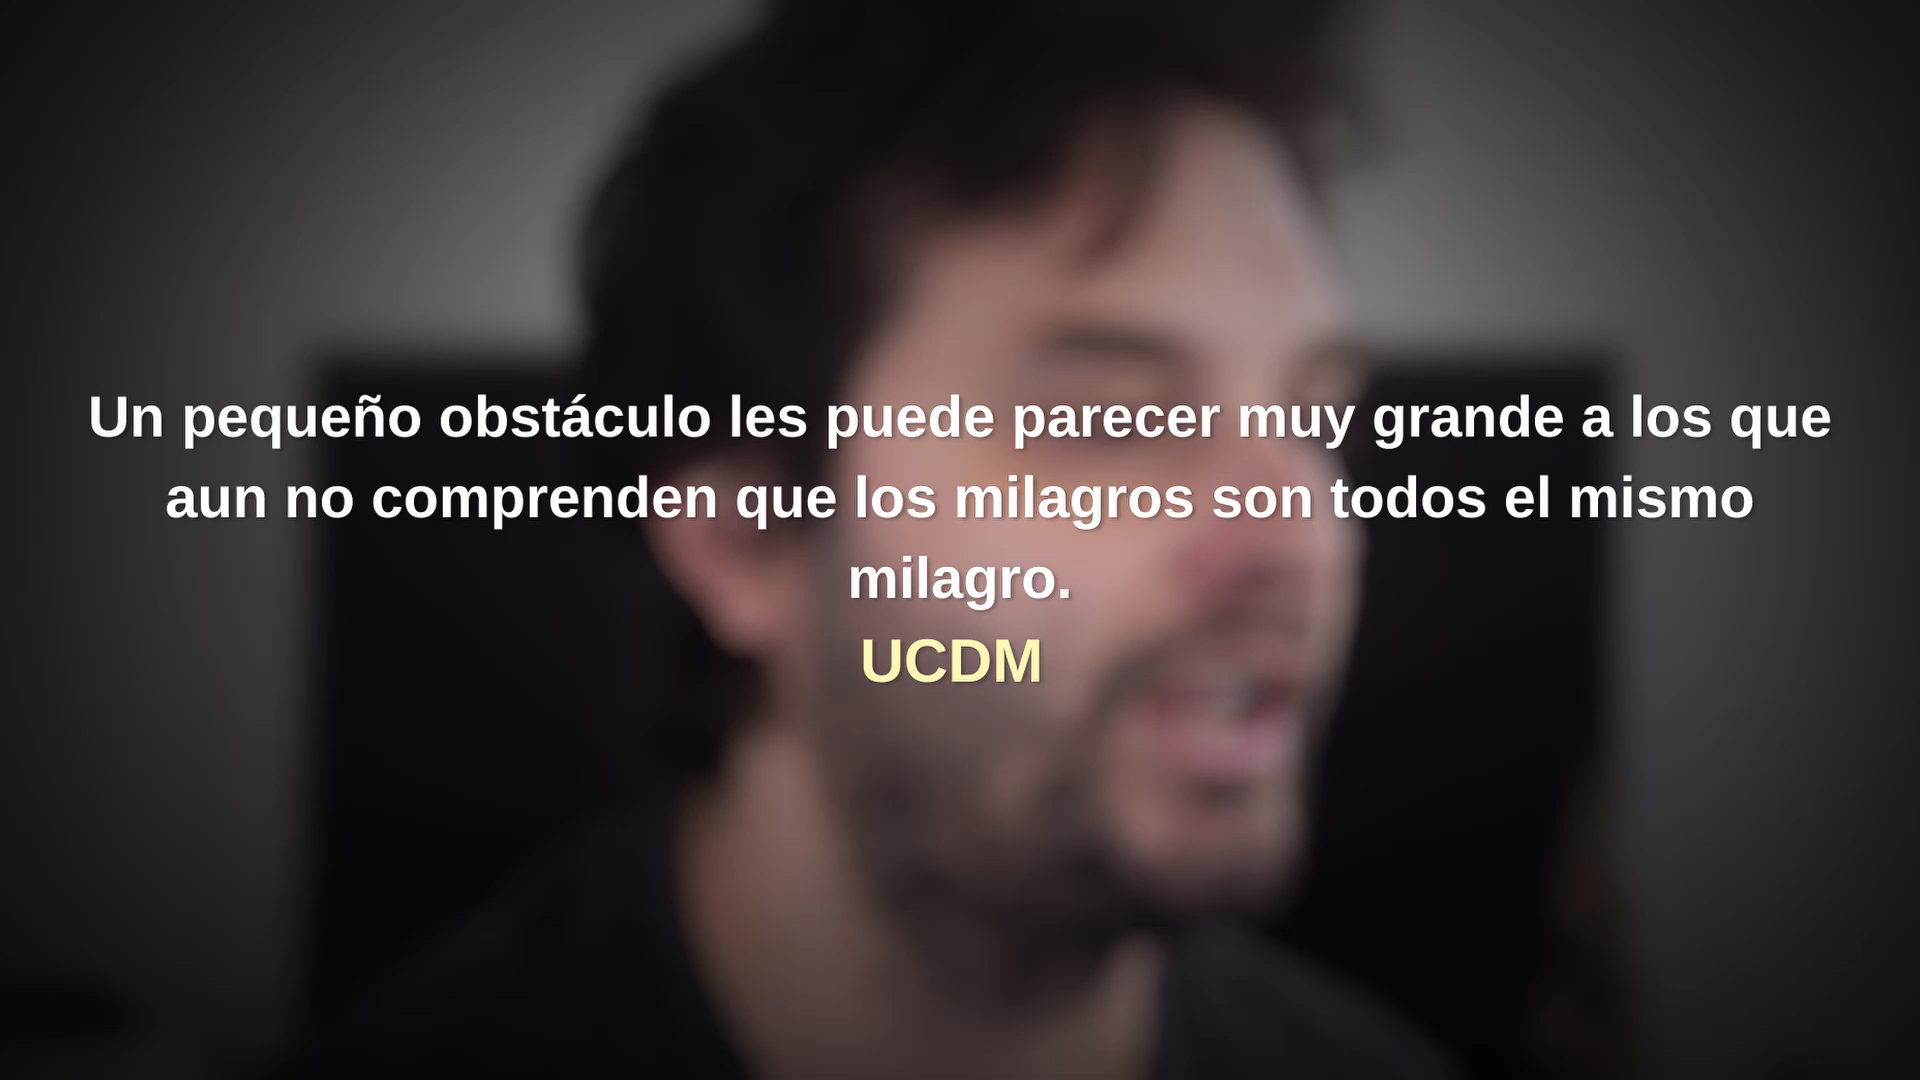 Un pequeño obstáculo les puede parecer muy grande a los que
aun no comprenden que los milagros son todos el mismo
milagro.
UCDM